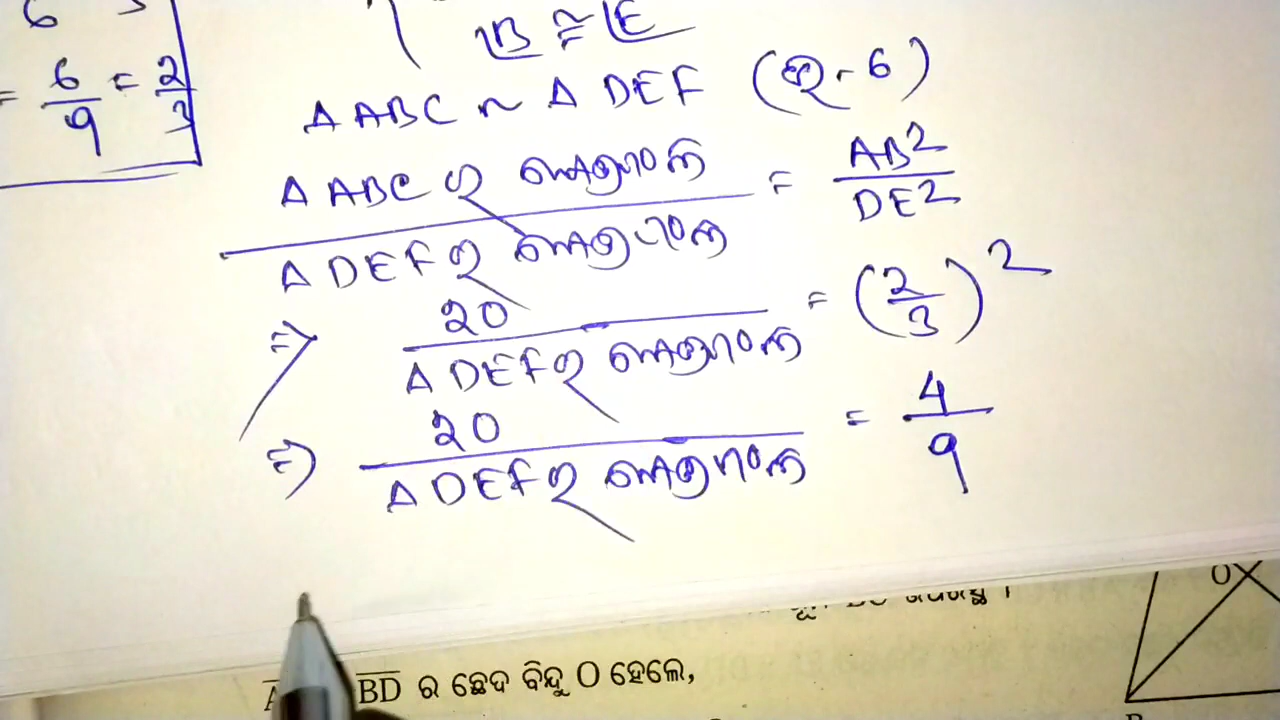 6
= 6/9 = 2/3
∠B ≅ ∠E
Δ ABC ~ Δ DEF (ଉ - 6)
Δ ABC ର କ୍ଷେତ୍ରଫଳ / Δ DEF ର କ୍ଷେତ୍ରଫଳ = AB² / DE²
⇒ 20 / Δ DEF ର କ୍ଷେତ୍ରଫଳ = (2/3)²
⇒ 20 / Δ DEF ର କ୍ଷେତ୍ରଫଳ = 4/9
O
BD ର ଛେଦ ବିନ୍ଦୁ O ହେଲେ,